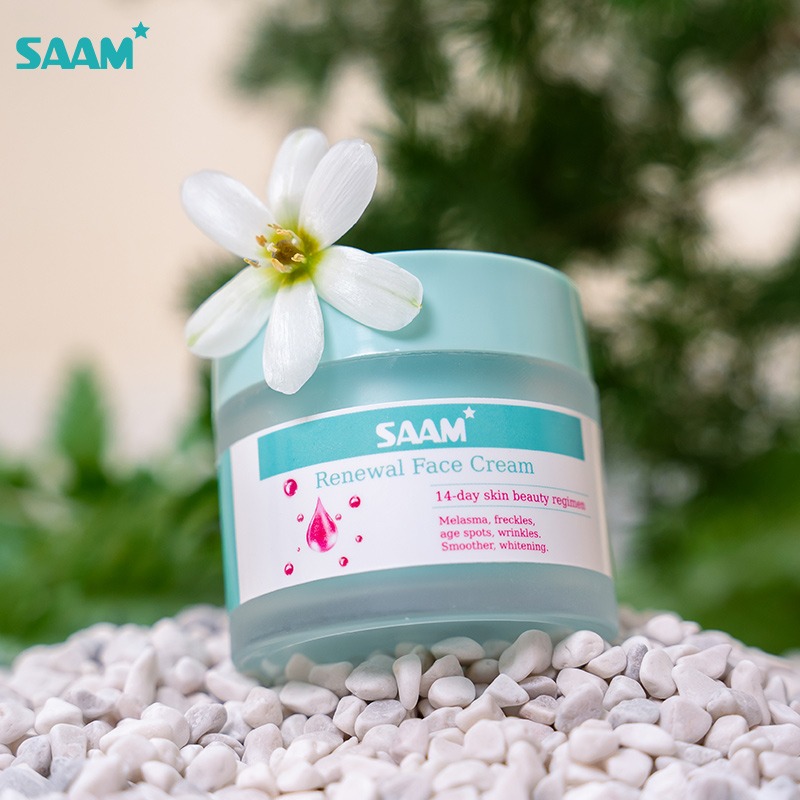 SAAM
SAAM
Renewal Face Cream
14-day skin beauty regimen
Melasma, freckles,
age spots, wrinkles.
Smoother, whitening.